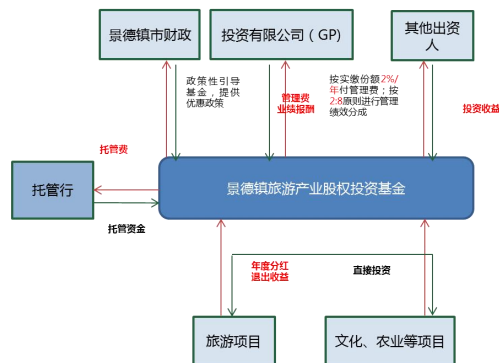 景德镇市财政
投资有限公司（GP)
其他出资
人
政策性引导
基金，提供
优惠政策
管理费
业绩报酬
按实缴份额2%/
年付管理费；按
2:8原则进行管理
绩效分成
投资收益
托管费
托管行
景德镇旅游产业股权投资基金
托管资金
年度分红
退出收益
直接投资
旅游项目
文化、农业等项目